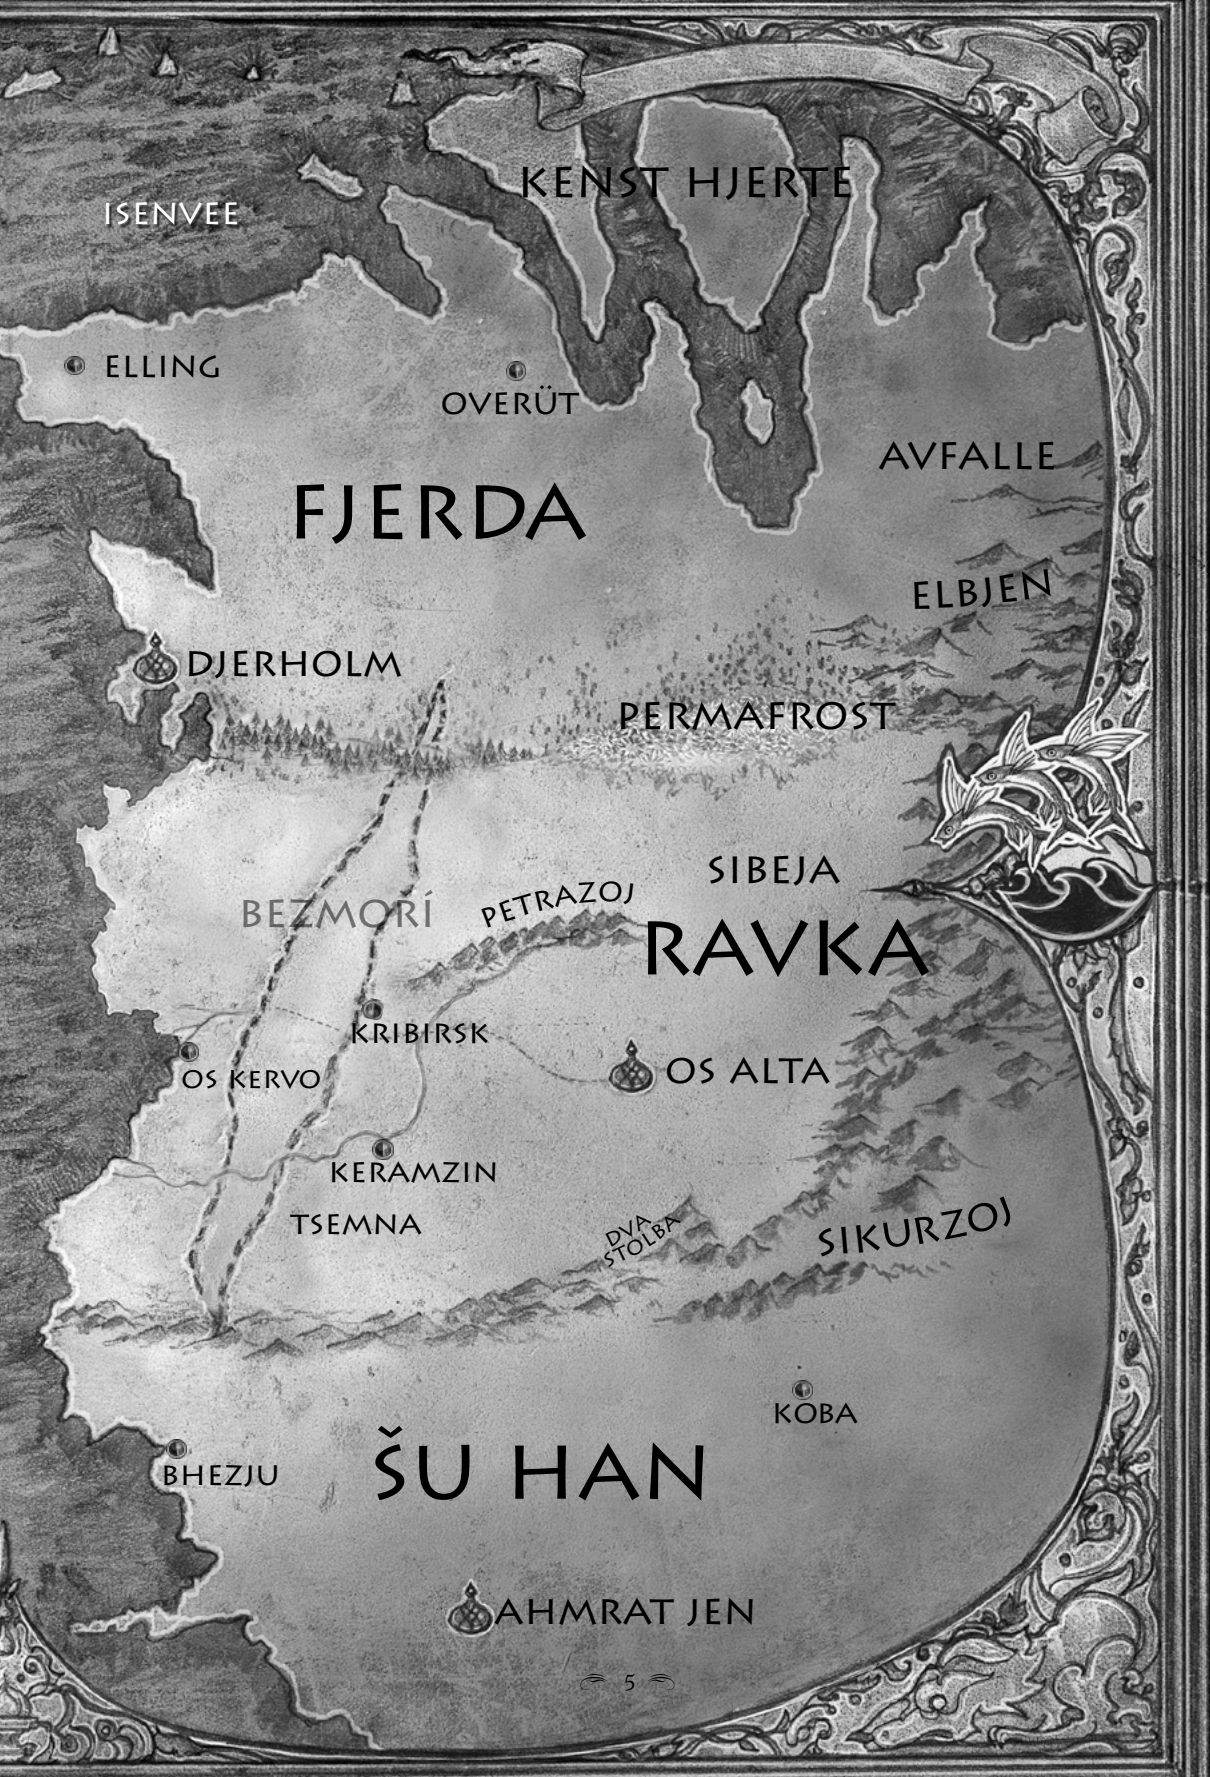 KENST HJERTE
ISENVEE
ELLING
OVERÜT
AVFALLE
FJERDA
ELBJEN
DJERHOLM
PERMAFROST
SIBEJA
PETRAZOJ
BEZMORÍ
RAVKA
KRIBIRSK
OS KERVO
OS ALTA
KERAMZIN
TSEMNA
DVA
STOLBA
SIKURZOJ
KOBA
ŠU HAN
BHEZJU
AHMRAT JEN
5